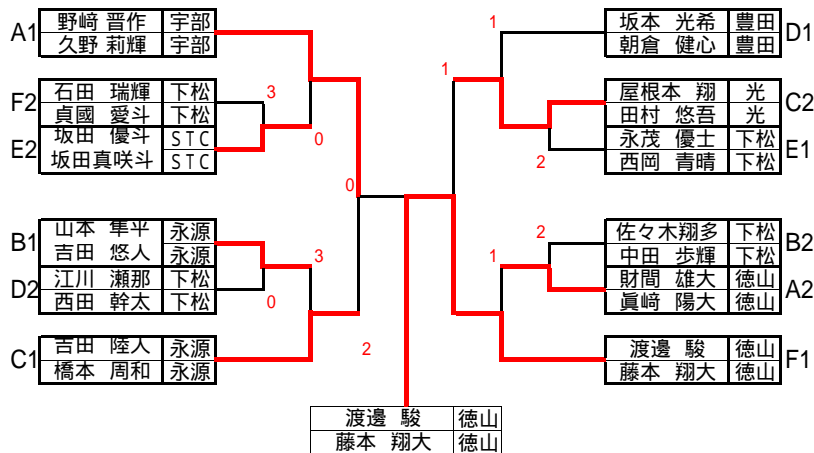 A1 野﨑 晋作 宇部
久野 莉輝 宇部
F2 石田 瑞輝 下松
貞國 愛斗 下松
E2 坂田 優斗 STC
坂田真咲斗 STC
B1 山本 隼平 永源
吉田 悠人 永源
D2 江川 瀬那 下松
西田 幹太 下松
C1 吉田 陸人 永源
橋本 周和 永源
3
0
0
3
0
2
1
1
2
2
1
坂本 光希 豊田 D1
朝倉 健心 豊田
屋根本 翔 光 C2
田村 悠吾 光
永茂 優士 下松 E1
西岡 青晴 下松
佐々木翔多 下松 B2
中田 歩輝 下松
財間 雄大 徳山 A2
眞﨑 陽大 徳山
渡邊 駿 徳山 F1
藤本 翔大 徳山
渡邊 駿 徳山
藤本 翔大 徳山